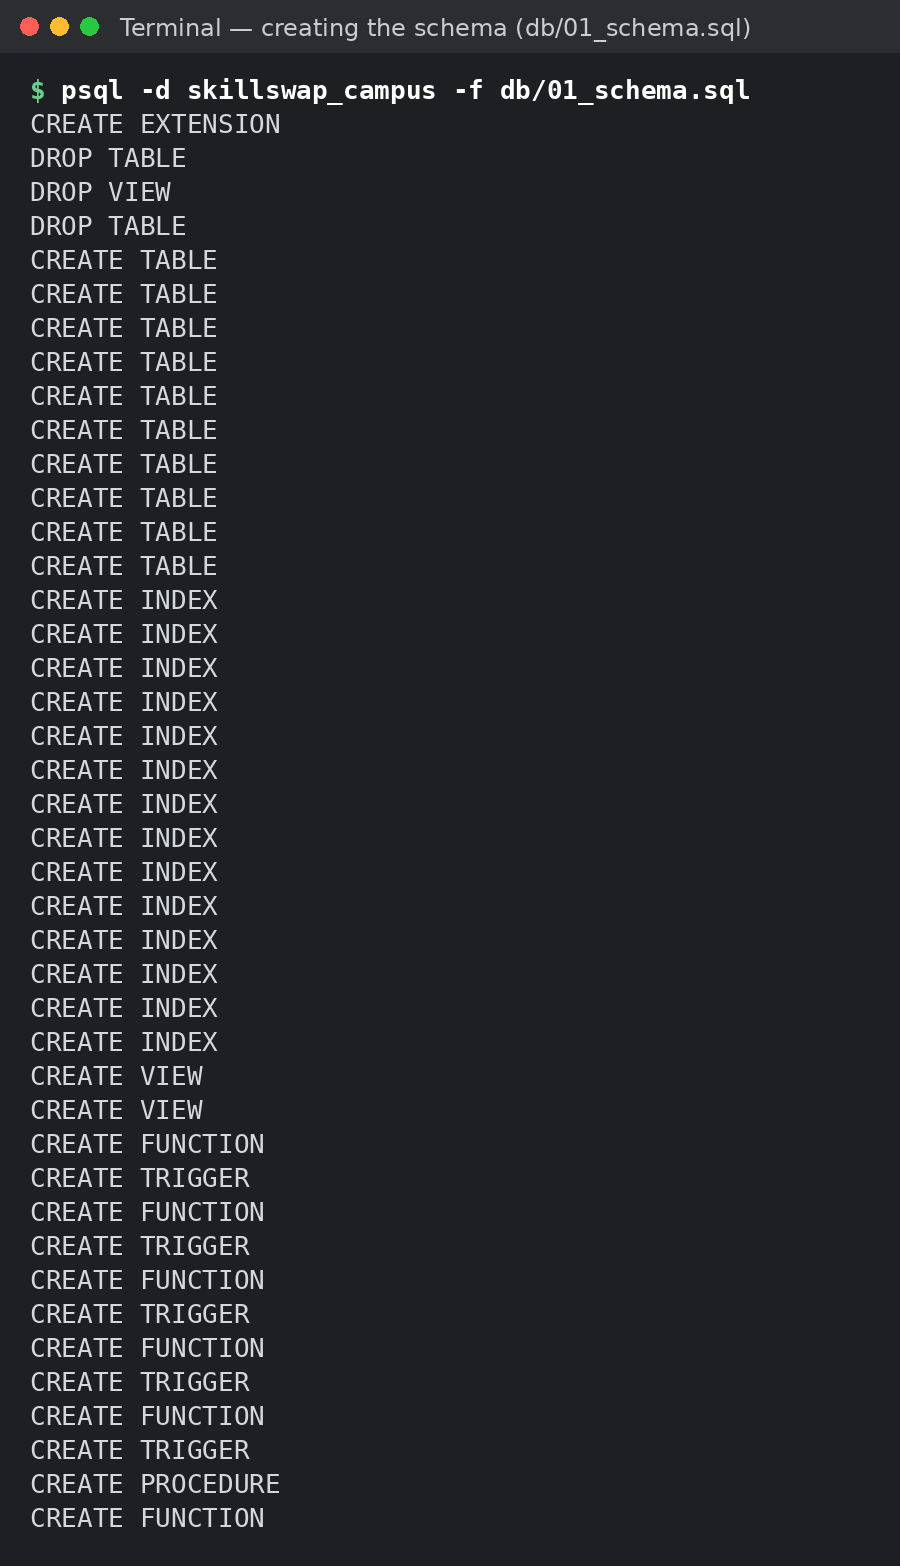 Terminal — creating the schema (db/01_schema.sql)
$ psql -d skillswap_campus -f db/01_schema.sql
CREATE EXTENSION
DROP TABLE
DROP VIEW
DROP TABLE
CREATE TABLE
CREATE TABLE
CREATE TABLE
CREATE TABLE
CREATE TABLE
CREATE TABLE
CREATE TABLE
CREATE TABLE
CREATE TABLE
CREATE TABLE
CREATE INDEX
CREATE INDEX
CREATE INDEX
CREATE INDEX
CREATE INDEX
CREATE INDEX
CREATE INDEX
CREATE INDEX
CREATE INDEX
CREATE INDEX
CREATE INDEX
CREATE INDEX
CREATE INDEX
CREATE INDEX
CREATE VIEW
CREATE VIEW
CREATE FUNCTION
CREATE TRIGGER
CREATE FUNCTION
CREATE TRIGGER
CREATE FUNCTION
CREATE TRIGGER
CREATE FUNCTION
CREATE TRIGGER
CREATE FUNCTION
CREATE TRIGGER
CREATE PROCEDURE
CREATE FUNCTION